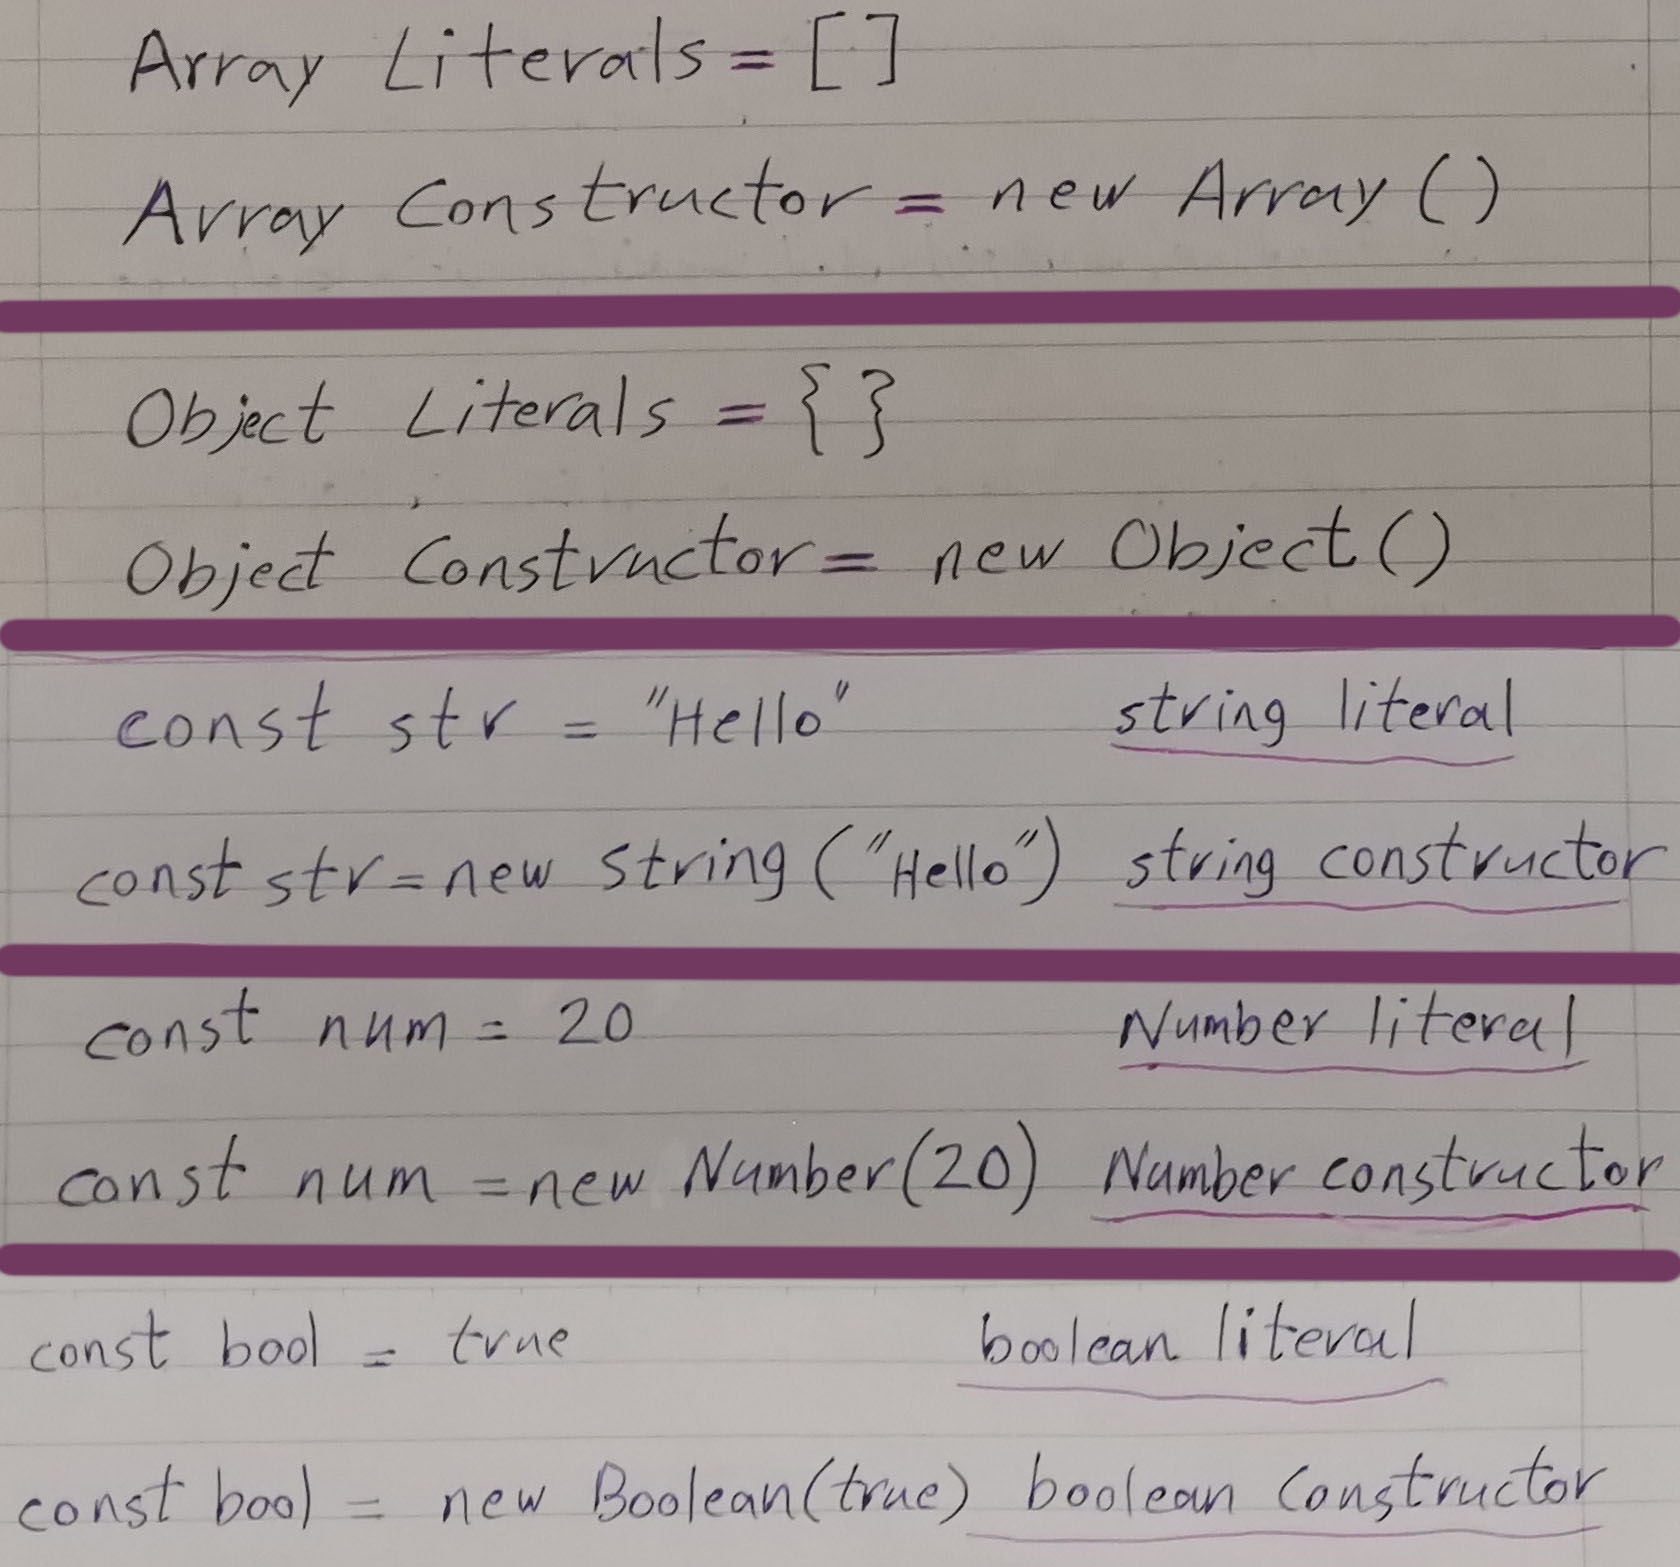 Array Literals = []
Array Constructor = new Array ()
Object Literals = { }
Object Constructor = new Object ()
const str = "Hello" string literal
const str = new String ("Hello") string constructor
const num = 20 Number literal
const num = new Number (20) Number constructor
const bool = true boolean literal
const bool = new Boolean (true) boolean Constructor